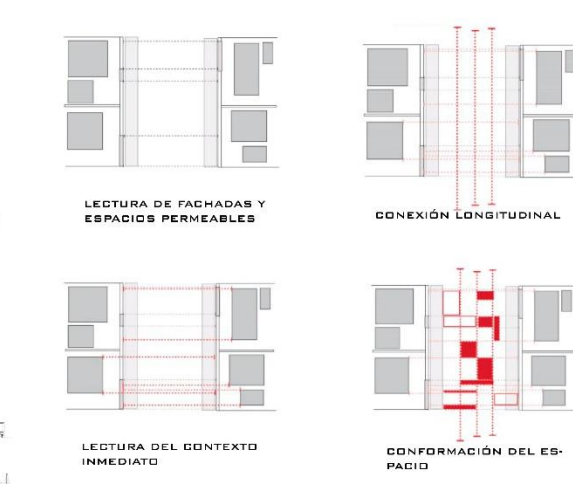 LECTURA DE FACHADAS Y
ESPACIOS PERMEABLES
CONEXIÓN LONGITUDINAL
LECTURA DEL CONTEXTO
INMEDIATO
CONFORMACIÓN DEL ES-
PACIO